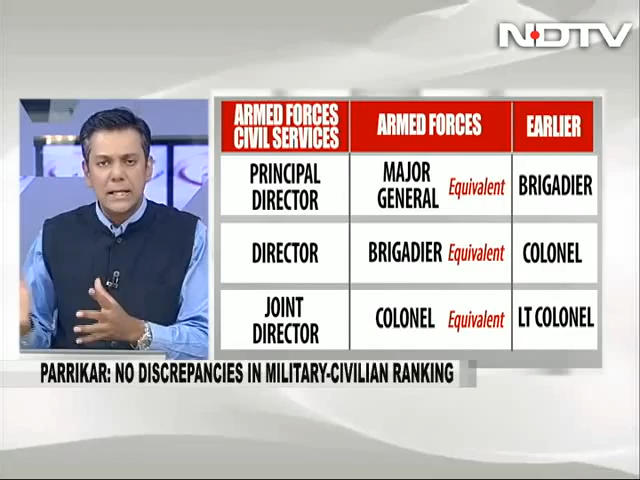 NDTV
ARMED FORCES
CIVIL SERVICES
ARMED FORCES
EARLIER
PRINCIPAL
DIRECTOR
MAJOR
GENERAL
Equivalent
BRIGADIER
DIRECTOR
BRIGADIER
Equivalent
COLONEL
JOINT
DIRECTOR
COLONEL
Equivalent
LT COLONEL
PARRIKAR: NO DISCREPANCIES IN MILITARY-CIVILIAN RANKING